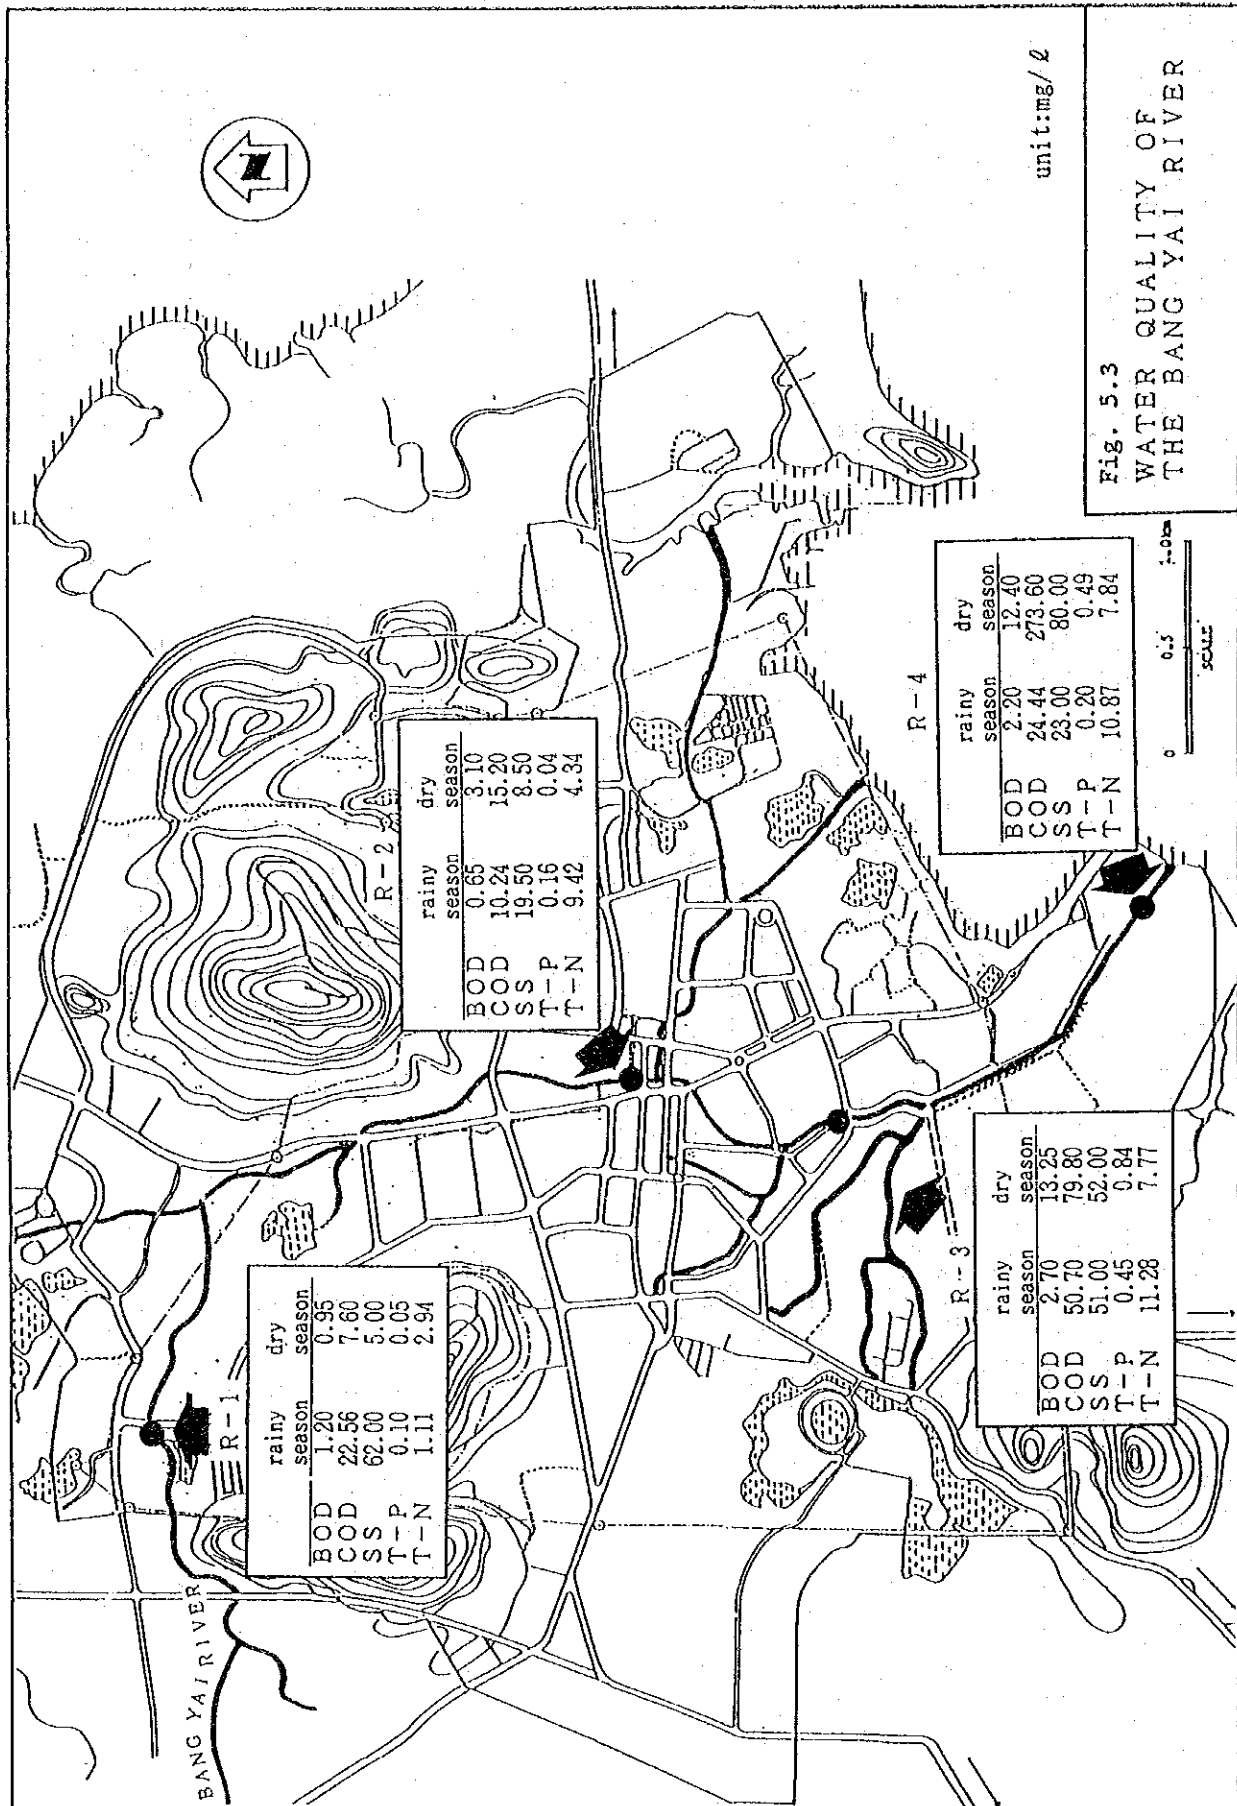 BANG YAI RIVER
R-1
rainy dry
season season
BOD 1.20 0.95
COD 22.56 7.60
SS 62.00 5.00
T-P 0.10 0.05
T-N 1.11 2.94
R-2
rainy dry
season season
BOD 0.65 3.10
COD 10.24 15.20
SS 19.50 8.50
T-P 0.16 0.04
T-N 9.42 4.34
N
R-3
rainy dry
season season
BOD 2.70 13.25
COD 50.70 79.80
SS 51.00 52.00
T-P 0.45 0.84
T-N 11.28 7.77
R-4
rainy dry
season season
BOD 2.20 12.40
COD 24.44 273.60
SS 23.00 80.00
T-P 0.20 0.49
T-N 10.87 7.84
0 0.5 1.0km
SCALE
unit:mg/ℓ
Fig. 5.3
WATER QUALITY OF
THE BANG YAI RIVER